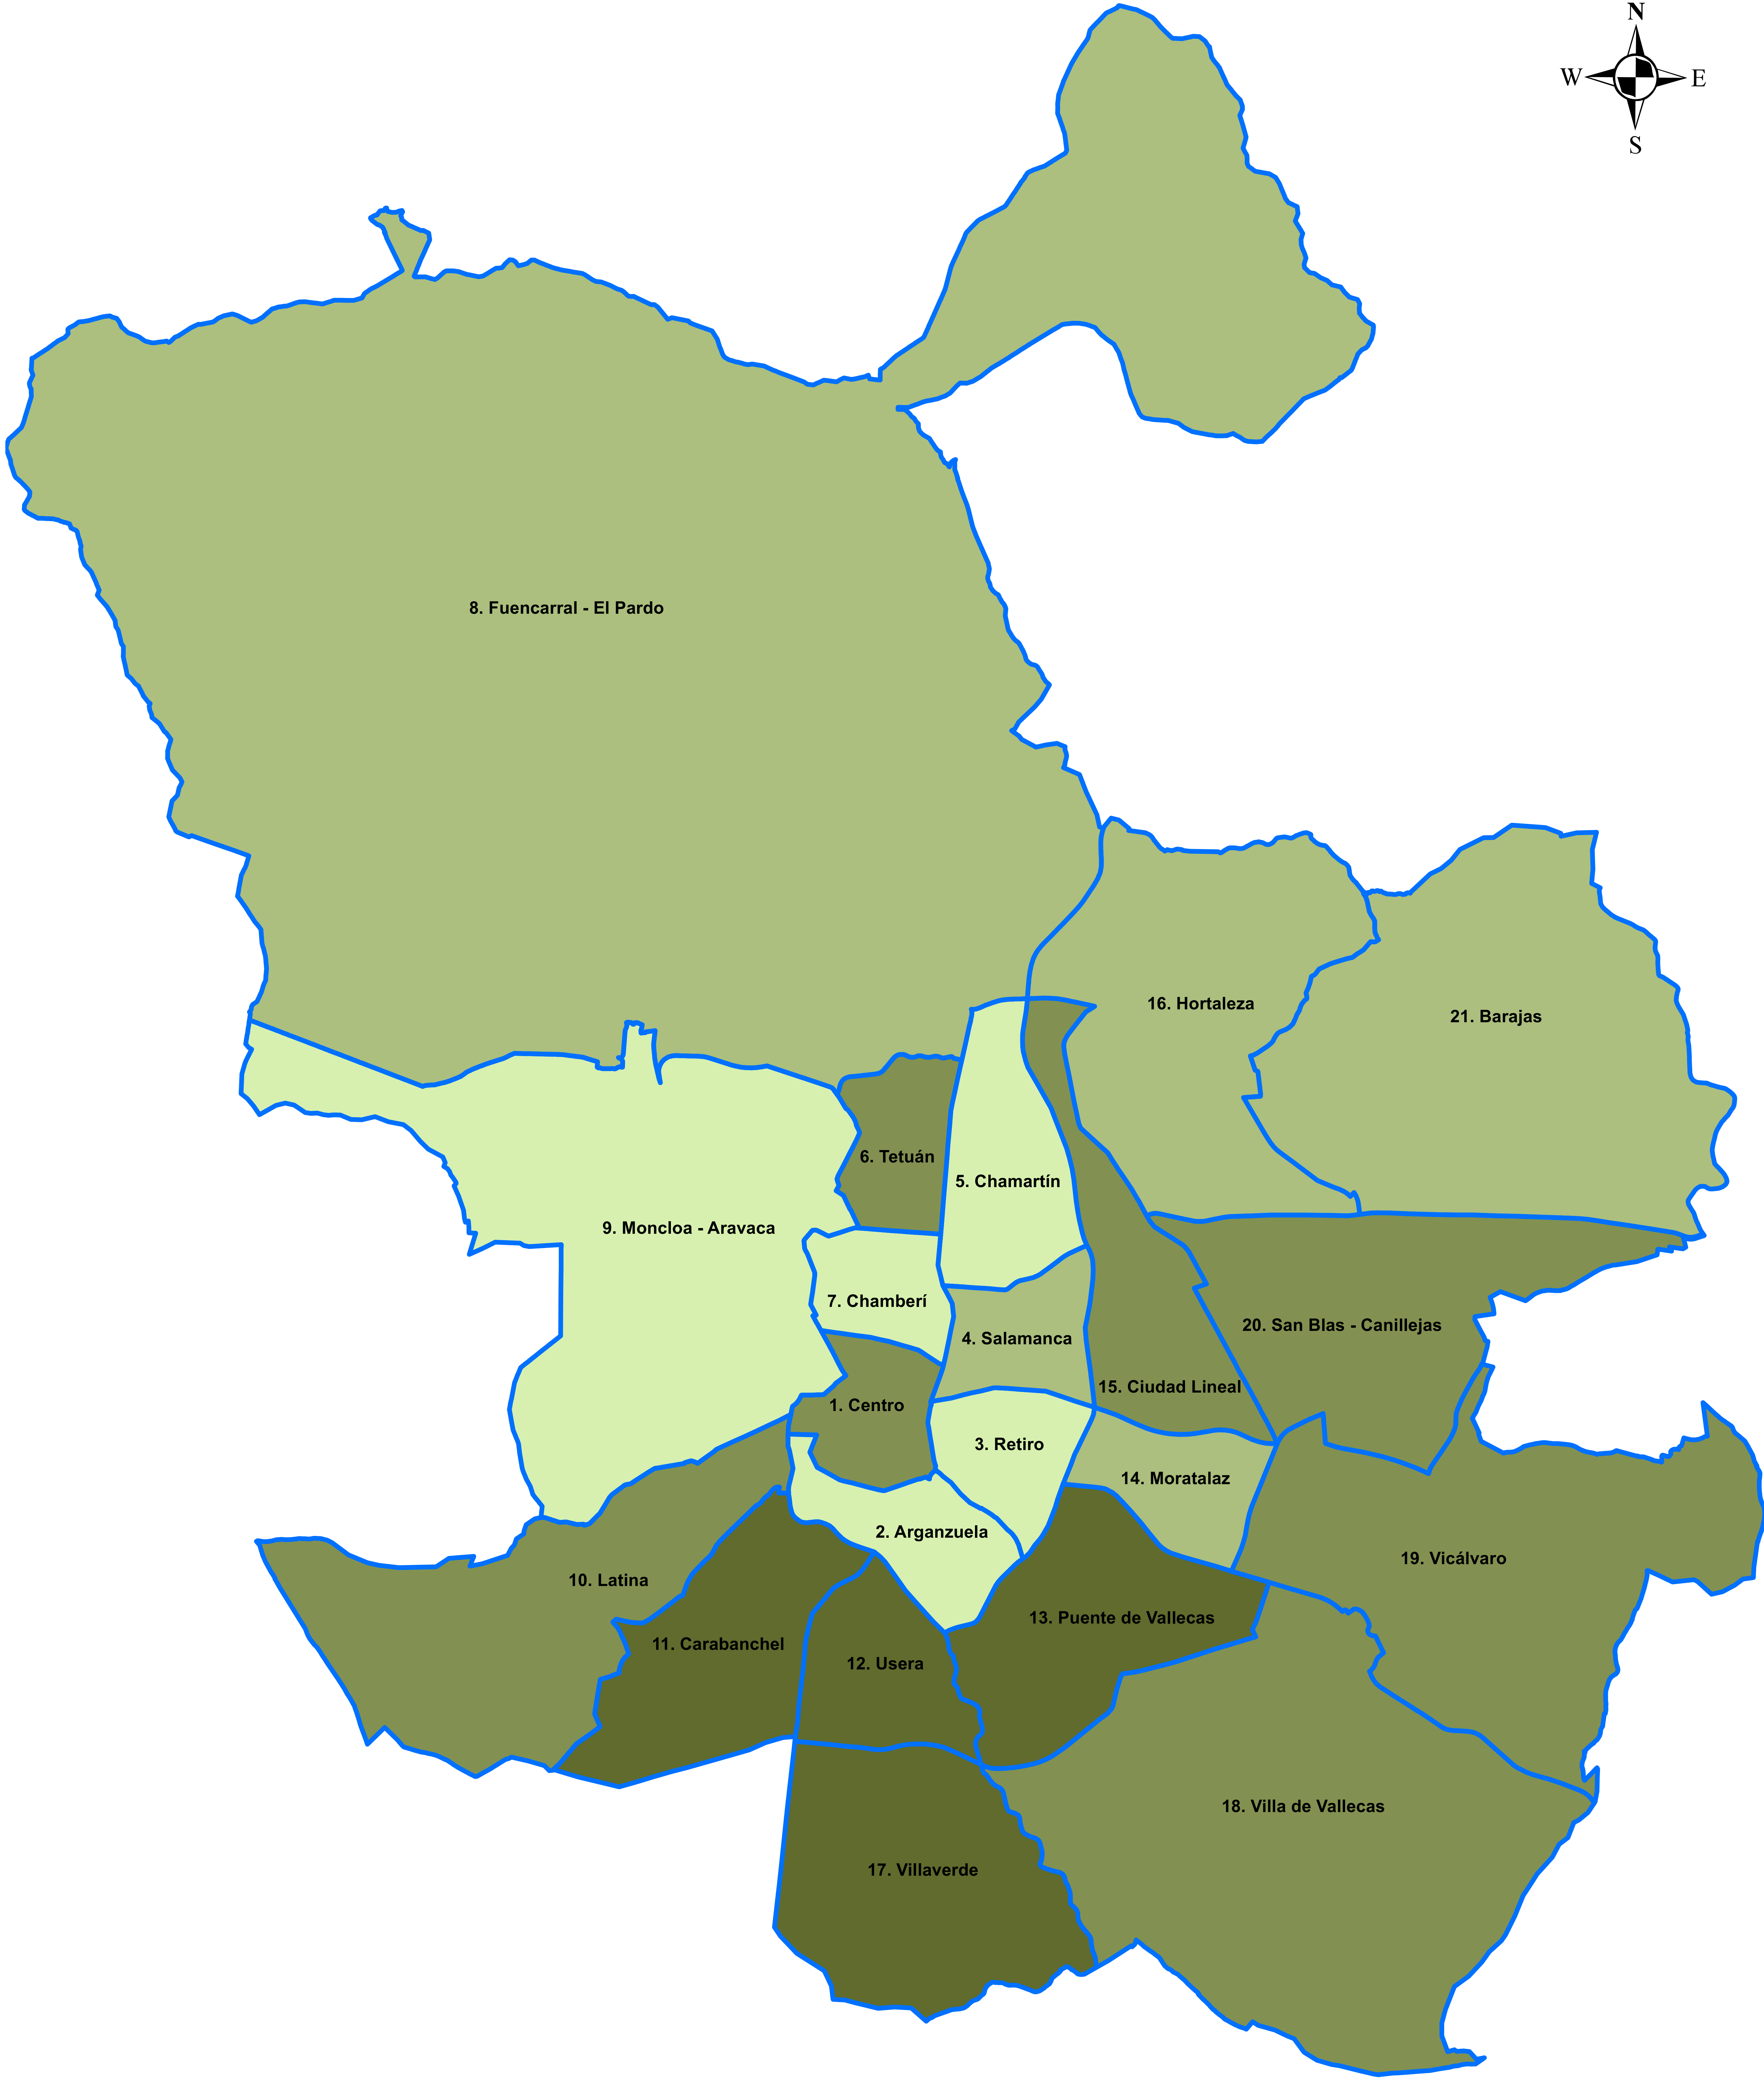 N
W E
S
8. Fuencarral - El Pardo
16. Hortaleza
21. Barajas
6. Tetuán
5. Chamartín
9. Moncloa - Aravaca
7. Chamberí
20. San Blas - Canillejas
4. Salamanca
15. Ciudad Lineal
1. Centro
3. Retiro
14. Moratalaz
2. Arganzuela
19. Vicálvaro
10. Latina
13. Puente de Vallecas
11. Carabanchel
12. Usera
18. Villa de Vallecas
17. Villaverde